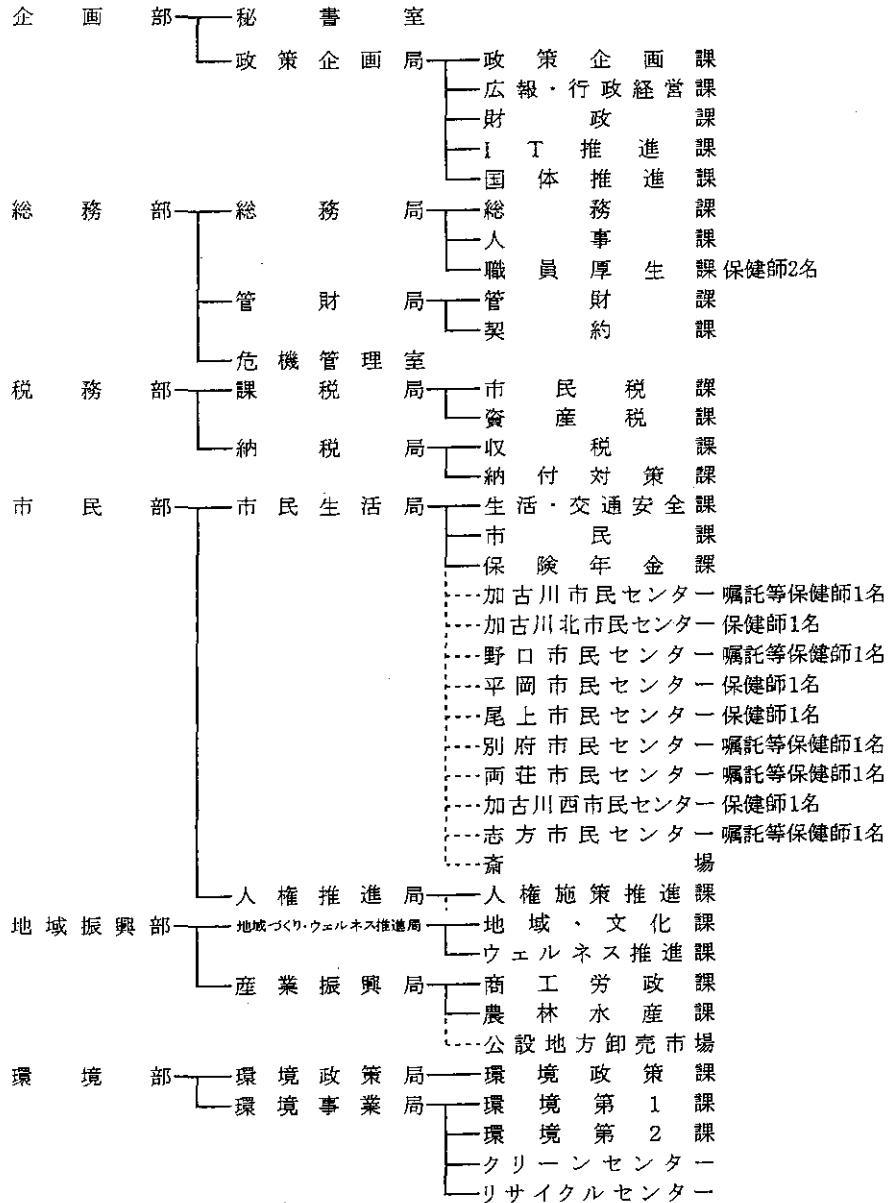 企画部 秘書室
政策企画局 政策企画課
広報・行政経営課
財政課
IT推進課
国体推進課
総務部 総務局 総務課
人事課
職員厚生課 保健師2名
管財局 管財課
契約課
危機管理室
税務部 課税局 市民税課
資産税課
納税局 収税課
納付対策課
市民部 市民生活局 生活・交通安全課
市民課
保険年金課
加古川市民センター 嘱託等保健師1名
加古川北市民センター 保健師1名
野口市民センター 嘱託等保健師1名
平岡市民センター 保健師1名
尾上市民センター 保健師1名
別府市民センター 嘱託等保健師1名
両荘市民センター 嘱託等保健師1名
加古川西市民センター 保健師1名
志方市民センター 嘱託等保健師1名
斎場
人権推進局 人権施策推進課
地域振興部 地域づくり・ウェルネス推進局 地域・文化課
ウェルネス推進課
産業振興局 商工労政課
農林水産課
公設地方卸売市場
環境部 環境政策局 環境政策課
環境事業局 環境第1課
環境第2課
クリーンセンター
リサイクルセンター